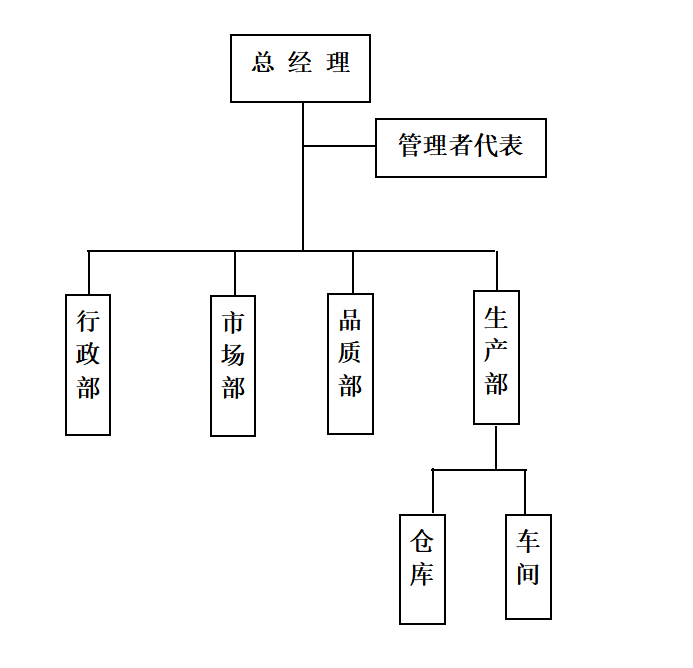 总 经 理
管理者代表
行政部
市场部
品质部
生产部
仓库
车间